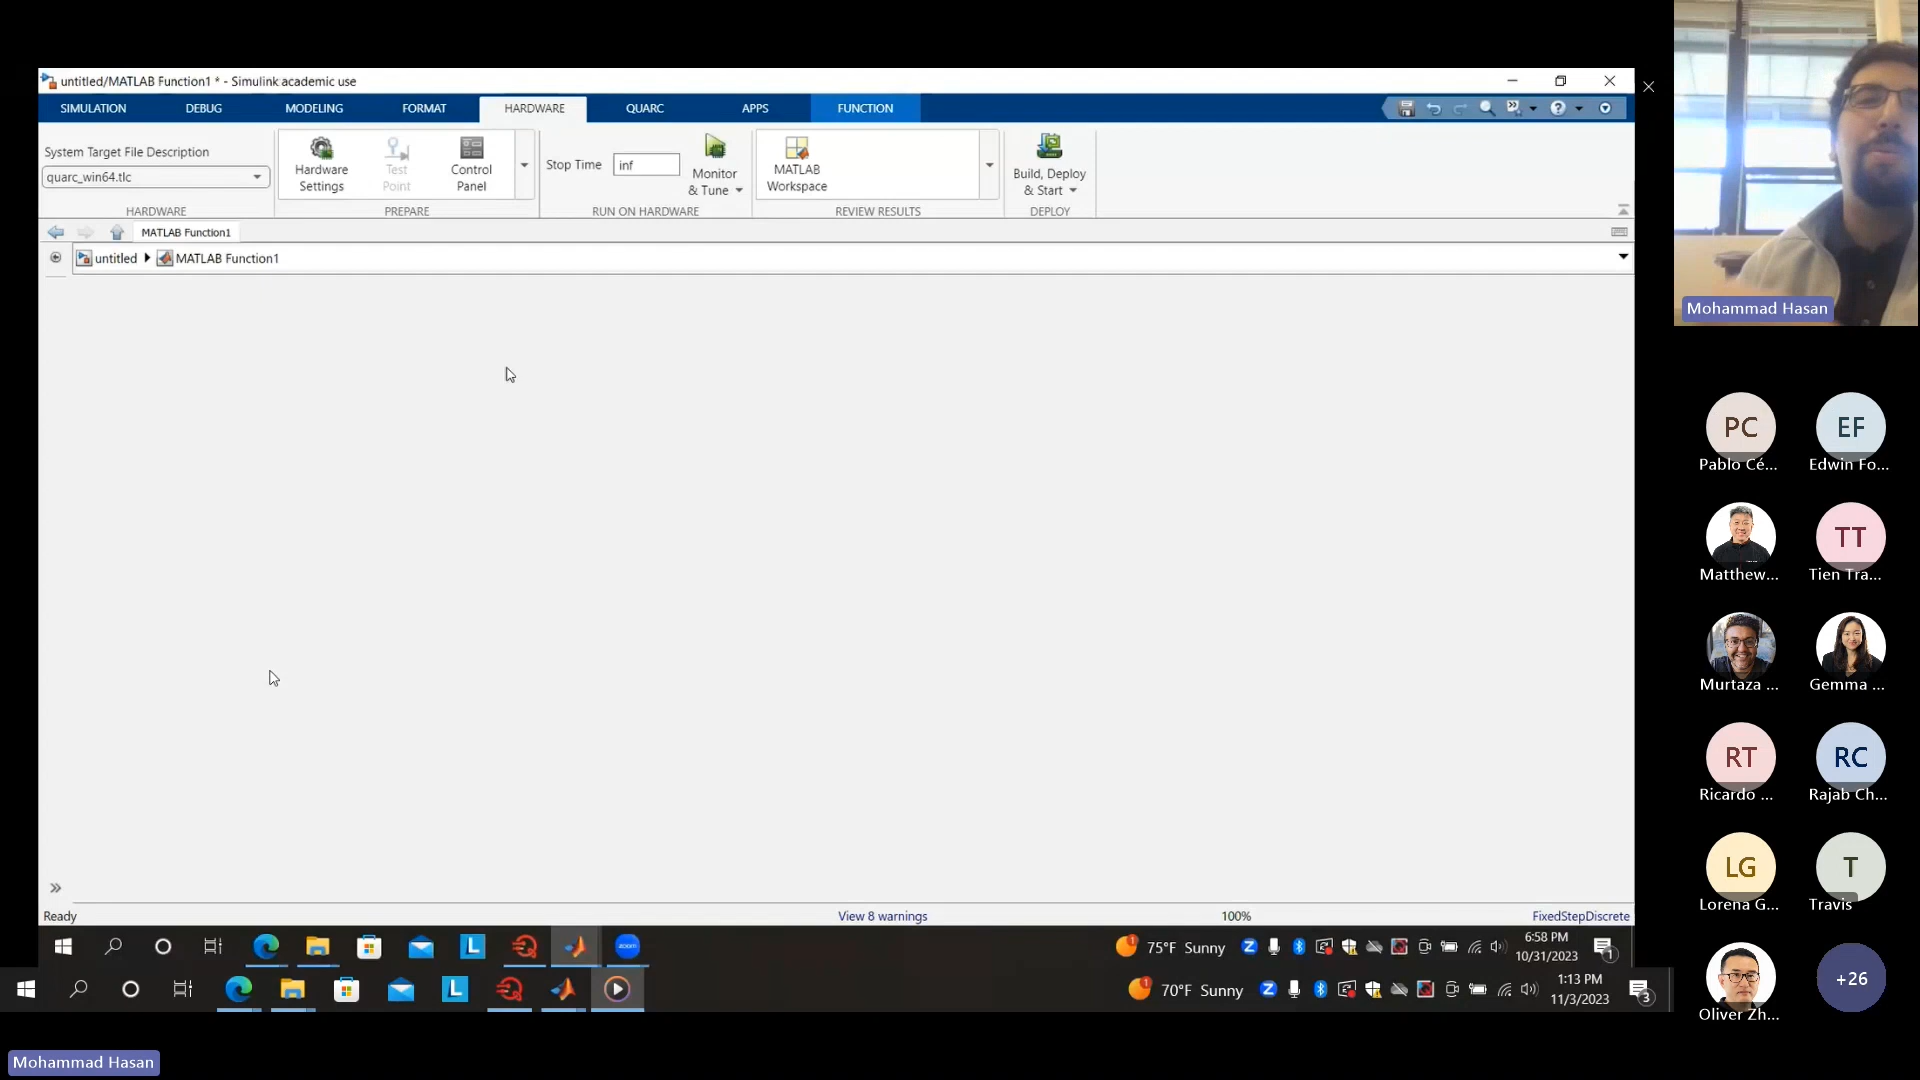 untitled/MATLAB Function1 * - Simulink academic use
SIMULATION DEBUG MODELING FORMAT HARDWARE QUARC APPS FUNCTION
System Target File Description
quarc_win64.tlc
Hardware Settings
Test Point
Control Panel
Stop Time inf
Monitor & Tune
MATLAB Workspace
Build, Deploy & Start
HARDWARE PREPARE RUN ON HARDWARE REVIEW RESULTS DEPLOY
MATLAB Function1
untitled MATLAB Function1
Ready View 8 warnings 100% FixedStepDiscrete
L zoom 75°F Sunny Z 6:58 PM
10/31/2023 1
L 70°F Sunny Z 1:13 PM
11/3/2023 3
Mohammad Hasan
Mohammad Hasan
PC EF
Pablo Cé... Edwin Fo...
TT
Matthew... Tien Tra...
Murtaza ... Gemma ...
RT RC
Ricardo ... Rajab Ch...
LG T
Lorena G... Travis
+26
Oliver Zh...